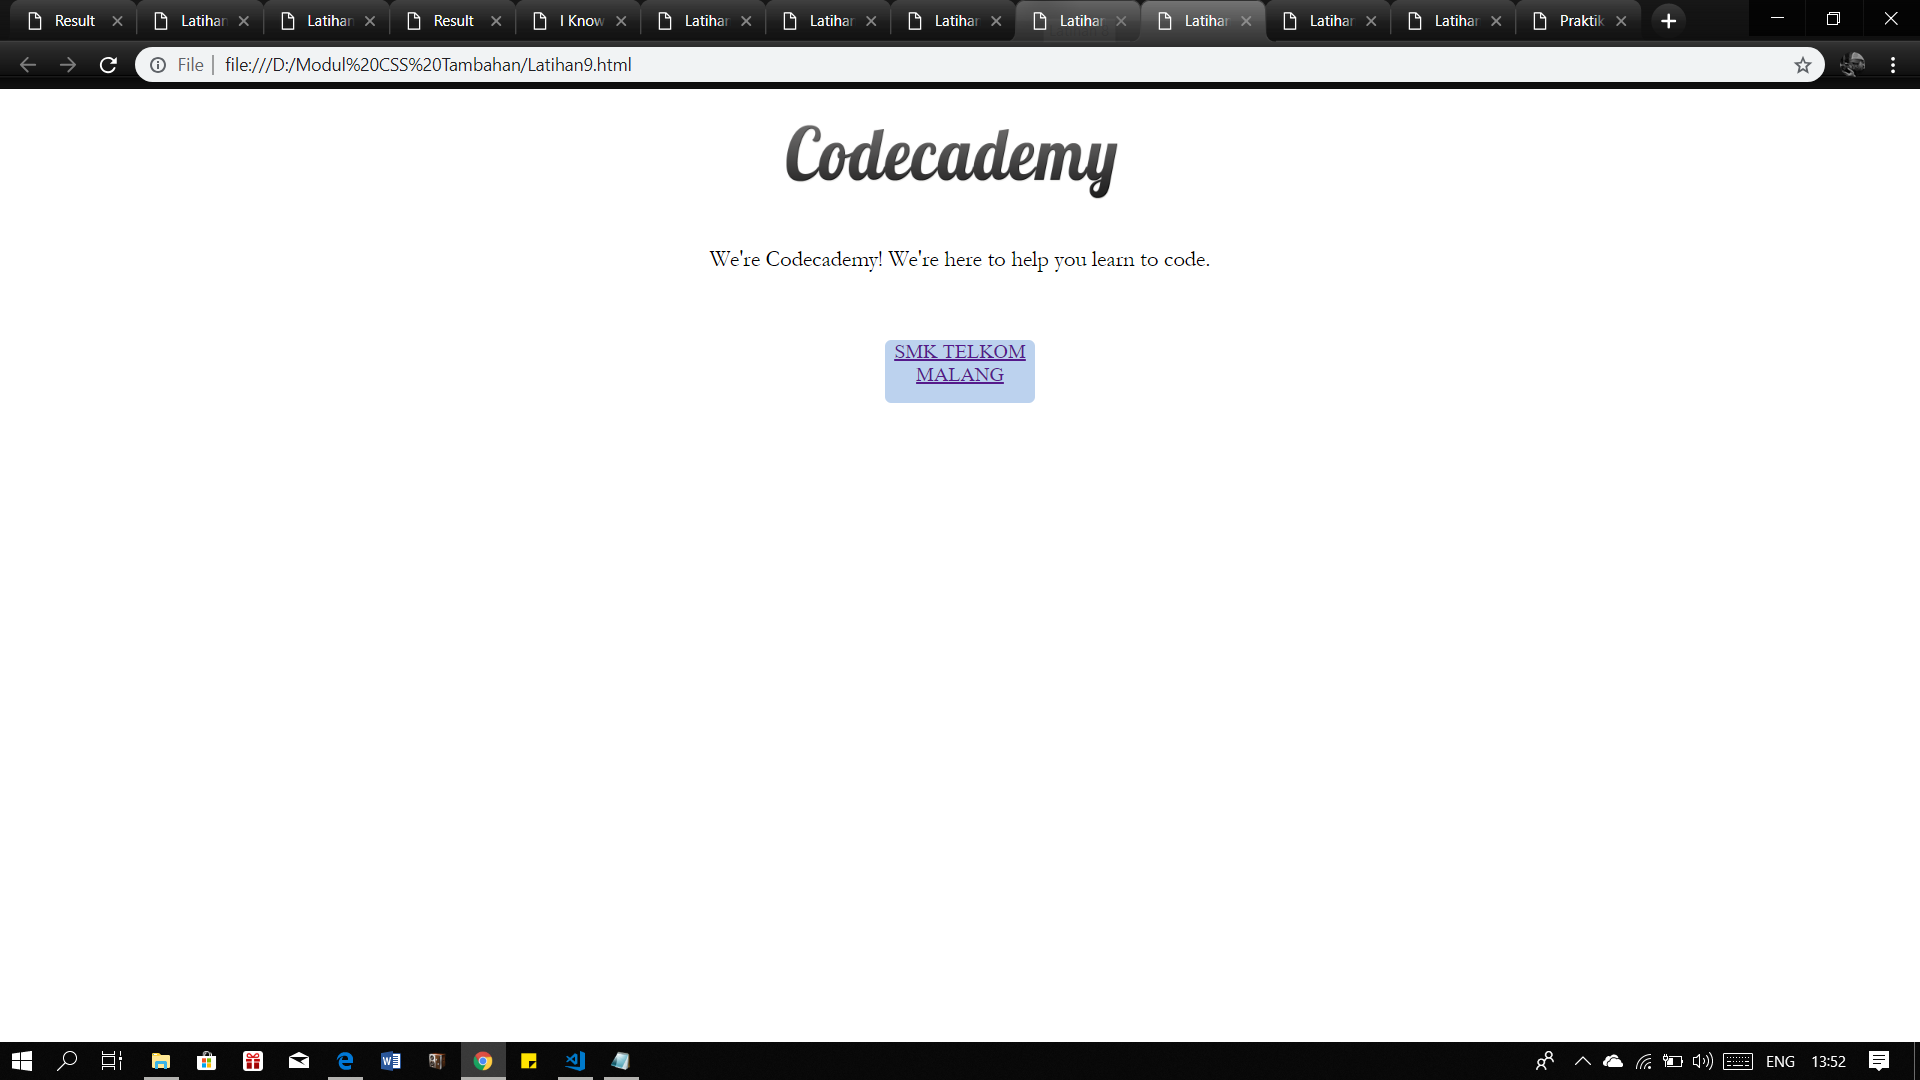 Result
Latihan
Latihan
Result
I Know
Latihan
Latihan
Latihan
Latihan
Latihan
Latihan
Latihan
Praktik
File
file:///D:/Modul%20CSS%20Tambahan/Latihan9.html
Codecademy
We're Codecademy! We're here to help you learn to code.
SMK TELKOM
MALANG
ENG
13:52